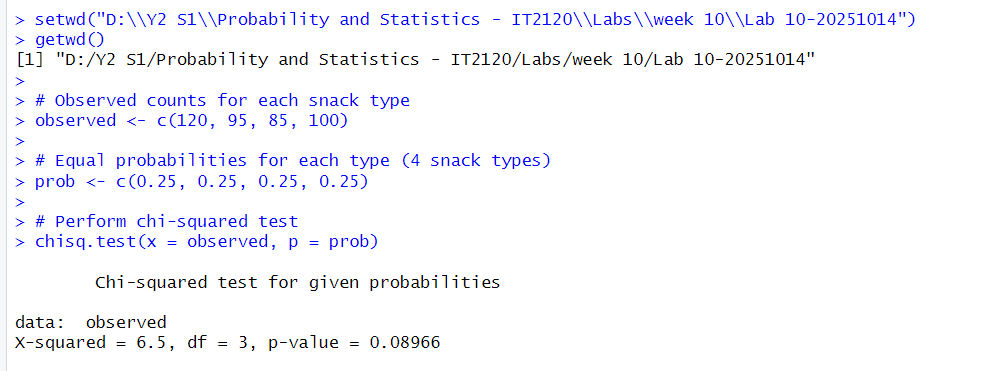 > setwd("D:\\Y2 S1\\Probability and Statistics - IT2120\\Labs\\week 10\\Lab 10-20251014")
> getwd()
[1] "D:/Y2 S1/Probability and Statistics - IT2120/Labs/week 10/Lab 10-20251014"
>
> # Observed counts for each snack type
> observed <- c(120, 95, 85, 100)
>
> # Equal probabilities for each type (4 snack types)
> prob <- c(0.25, 0.25, 0.25, 0.25)
>
> # Perform chi-squared test
> chisq.test(x = observed, p = prob)

        Chi-squared test for given probabilities

data:  observed
X-squared = 6.5, df = 3, p-value = 0.08966